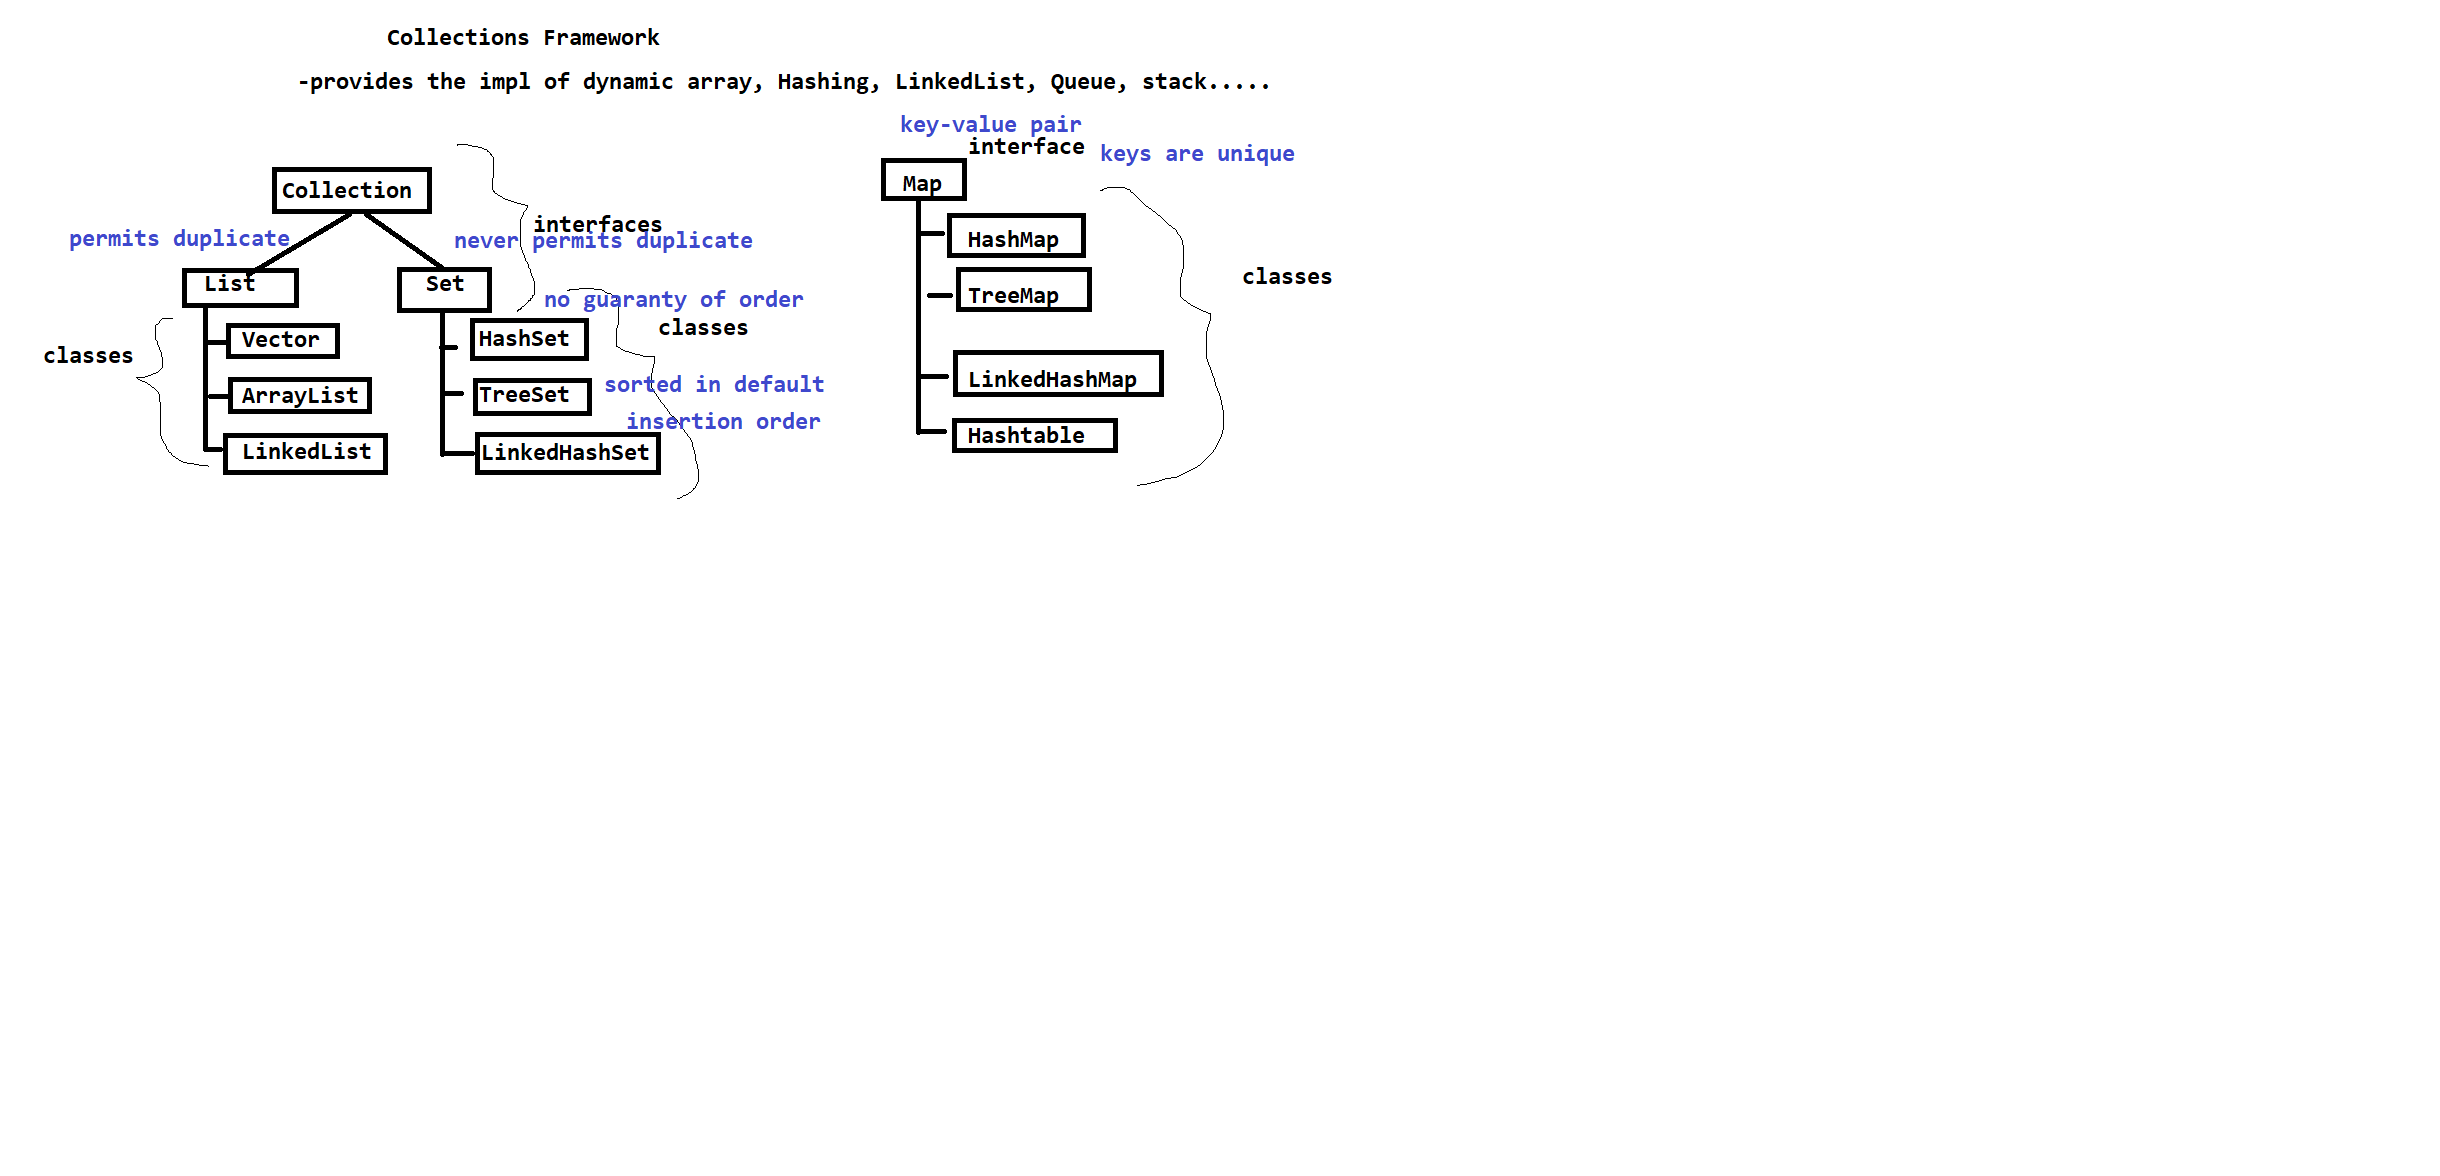 Collections Framework
-provides the impl of dynamic array, Hashing, LinkedList, Queue, stack.....
key-value pair
interface
keys are unique
Collection
Map
interfaces
permits duplicate
never permits duplicate
HashMap
classes
List
Set
TreeMap
no guaranty of order
classes
Vector
HashSet
classes
ArrayList
TreeSet
sorted in default
LinkedHashMap
insertion order
LinkedList
LinkedHashSet
Hashtable